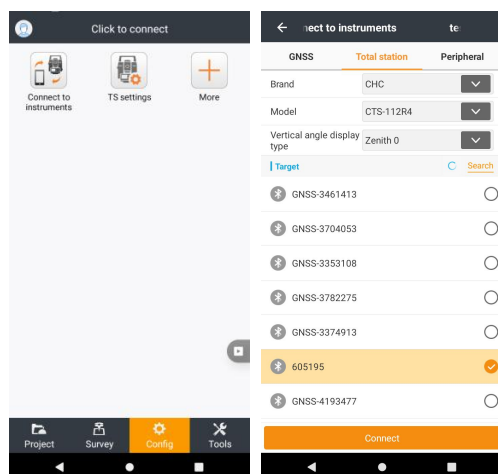 Click to connect
Connect to
instruments
TS settings
More
Project
Survey
Config
Tools
nect to instruments
te
GNSS
Total station
Peripheral
Brand
CHC
Model
CTS-112R4
Vertical angle display
type
Zenith 0
Target
Search
GNSS-3461413
GNSS-3704053
GNSS-3353108
GNSS-3782275
GNSS-3374913
605195
GNSS-4193477
Connect